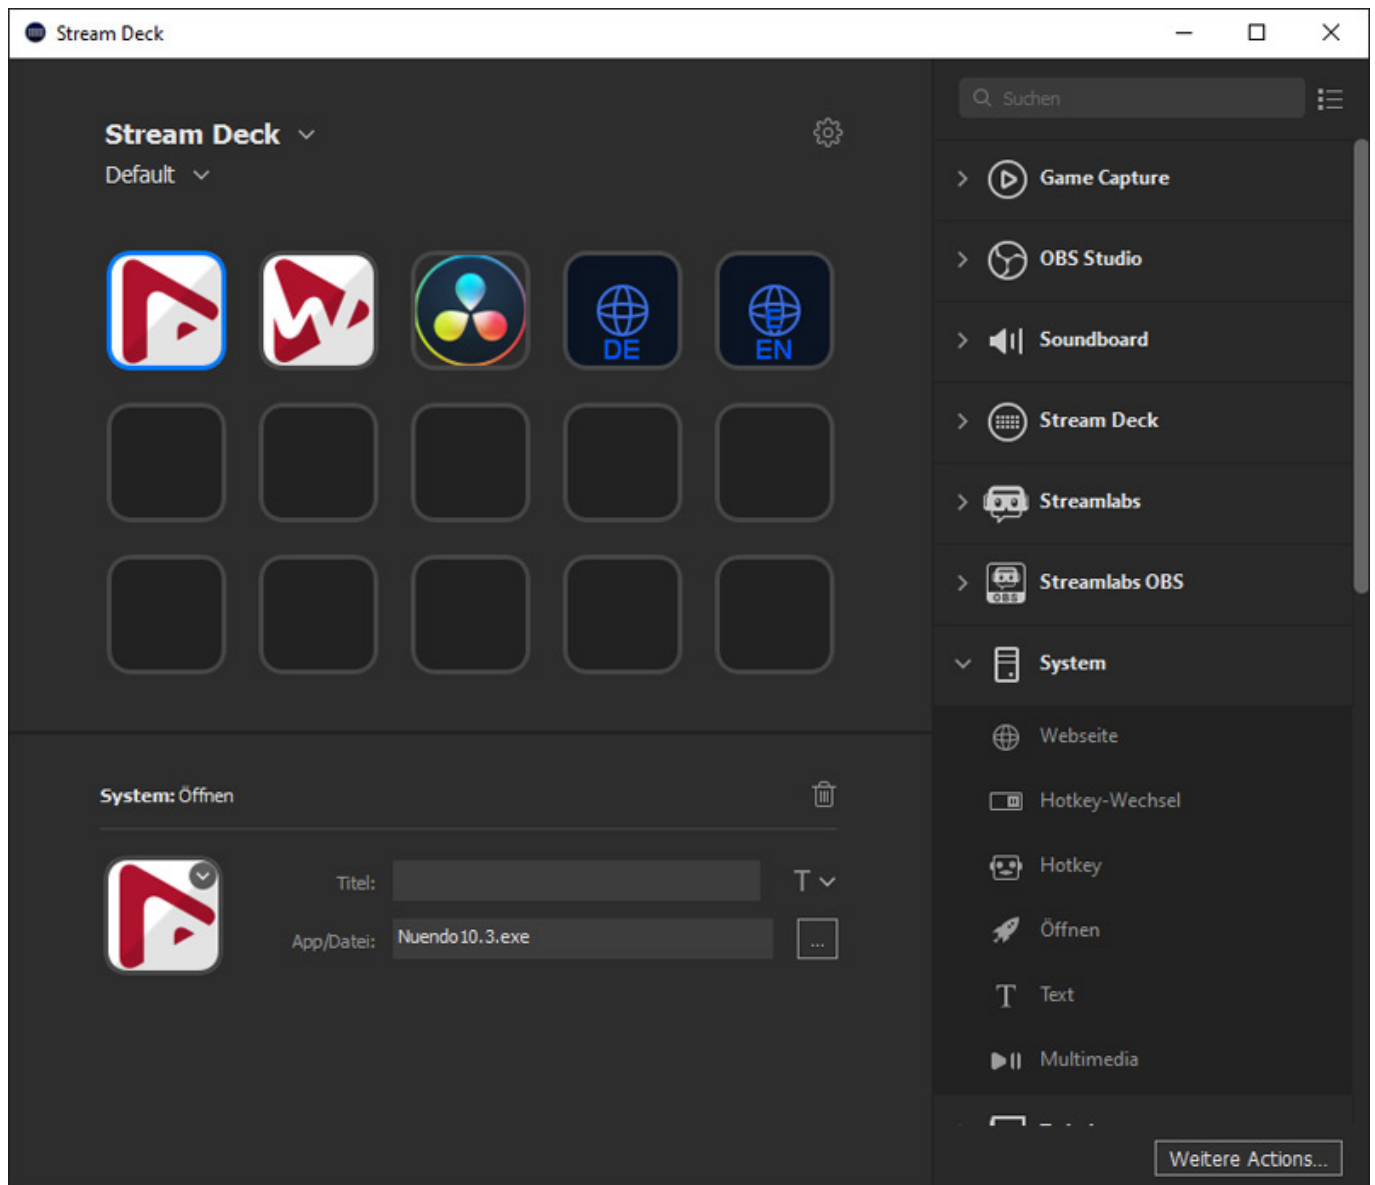 Stream Deck
Stream Deck
Default
DE
EN
System: Öffnen
Titel:
App/Datei: Nuendo10.3.exe
...
Suchen
Game Capture
OBS Studio
Soundboard
Stream Deck
Streamlabs
OBS
Streamlabs OBS
System
Webseite
Hotkey-Wechsel
Hotkey
Öffnen
T Text
Multimedia
Weitere Actions...